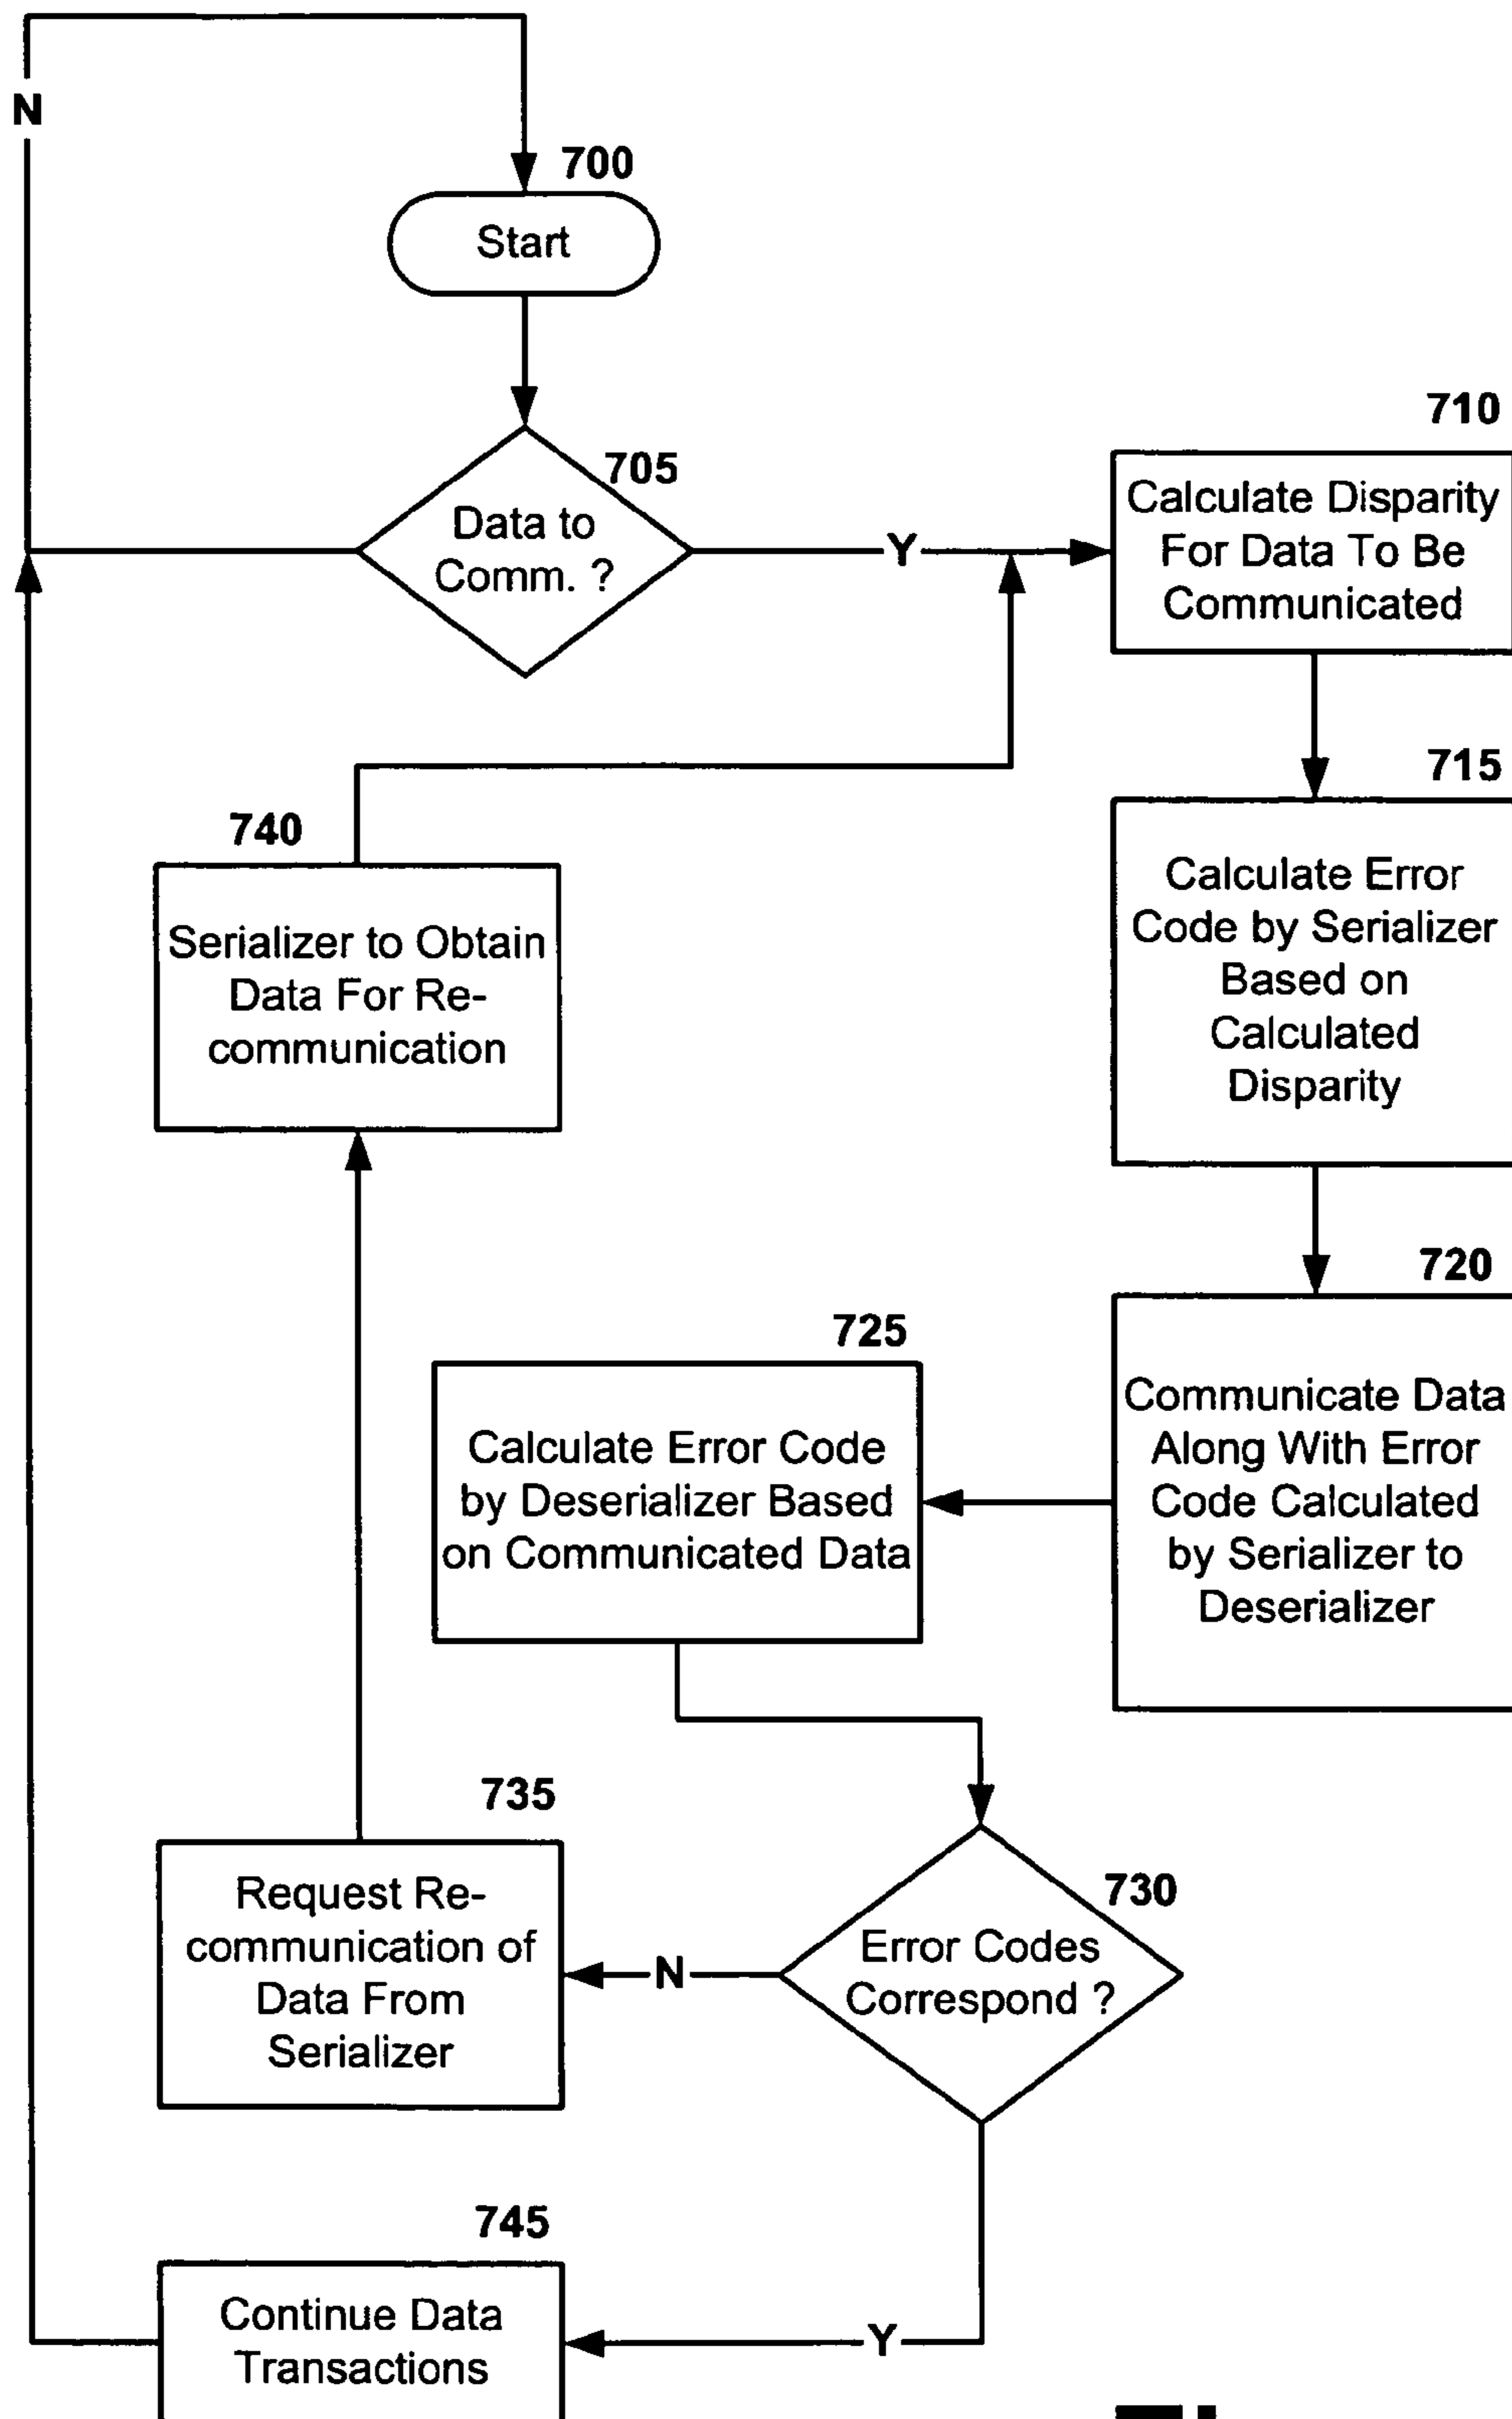 N
700
Start
705
Data to
Comm. ?
Y
710
Calculate Disparity
For Data To Be
Communicated
715
Calculate Error
Code by Serializer
Based on
Calculated
Disparity
740
Serializer to Obtain
Data For Re-
communication
720
Communicate Data
Along With Error
Code Calculated
by Serializer to
Deserializer
725
Calculate Error Code
by Deserializer Based
on Communicated Data
735
Request Re-
communication of
Data From
Serializer
730
Error Codes
Correspond ?
N
745
Continue Data
Transactions
Y